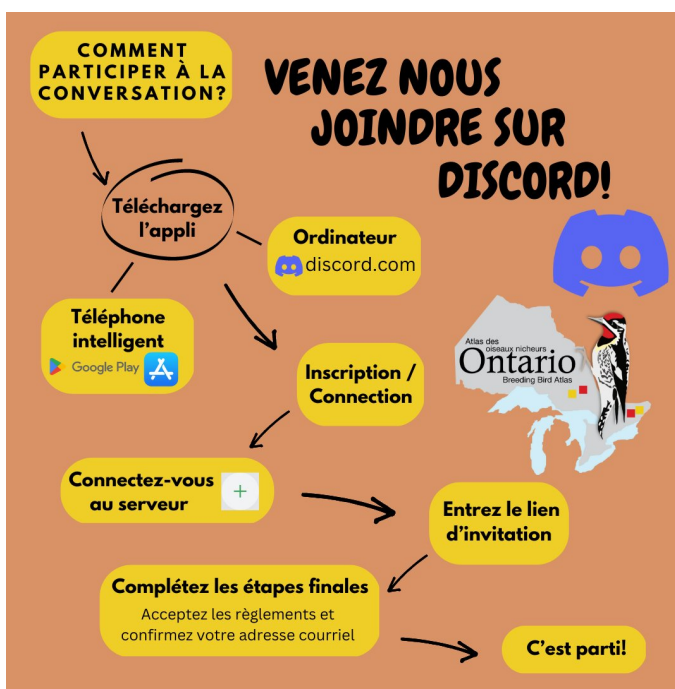 COMMENT
PARTICIPER À LA
CONVERSATION?
VENEZ NOUS
JOINDRE SUR
DISCORD!
Téléchargez
l'appli
Ordinateur
discord.com
Téléphone
intelligent
Google Play
Atlas des
oiseaux nicheurs
Ontario
Breeding Bird Atlas
Inscription /
Connection
Connectez-vous
au serveur
+
Entrez le lien
d'invitation
Complétez les étapes finales
Acceptez les règlements et
confirmez votre adresse courriel
C'est parti!